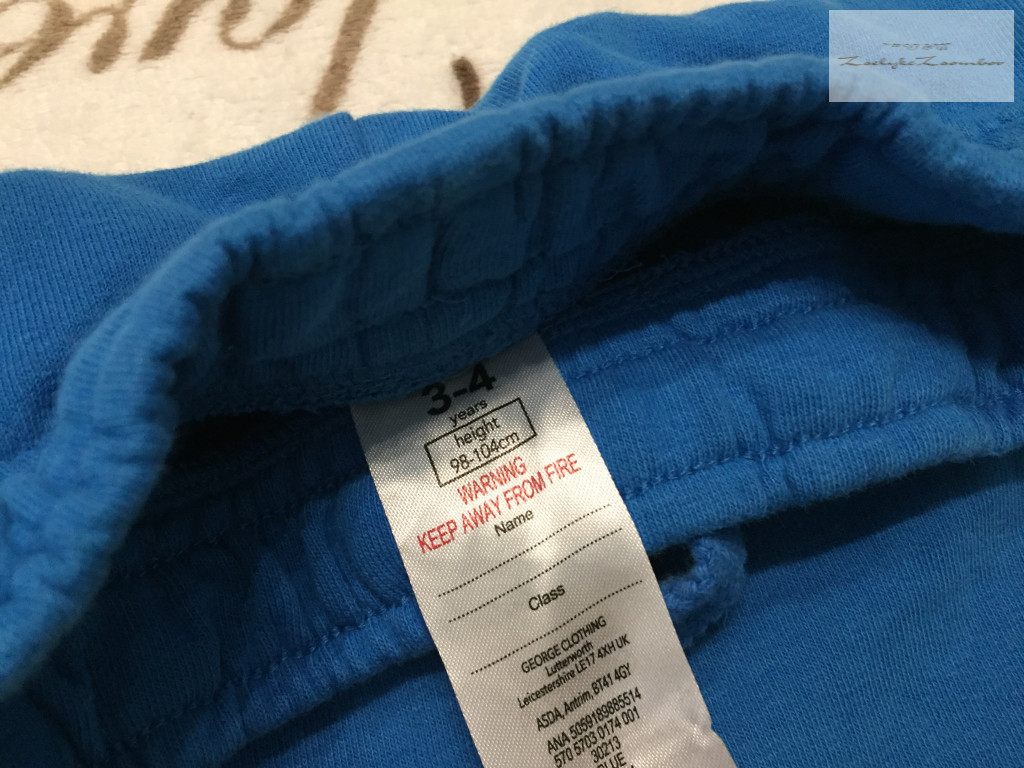 3-4
years
height
98-104cm
WARNING
KEEP AWAY FROM FIRE
Name
Class
GEORGE CLOTHING
Lutterworth
Leicestershire LE17 4XH UK
ASDA, Antrim, BT41 4GY
ANA 5059189885514
570 5703 0174 001
30213
BLUE